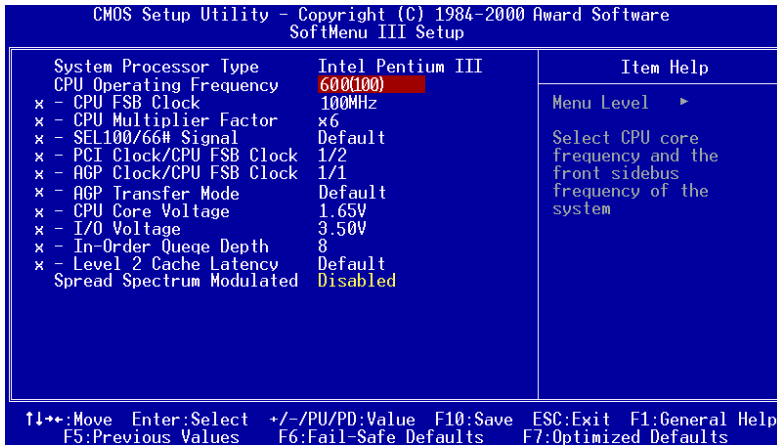 CMOS Setup Utility – Copyright (C) 1984-2000 Award Software
SoftMenu III Setup
System Processor Type Intel Pentium III
CPU Operating Frequency 600(100)
x - CPU FSB Clock 100MHz
x - CPU Multiplier Factor x6
x - SEL100/66# Signal Default
x - PCI Clock/CPU FSB Clock 1/2
x - AGP Clock/CPU FSB Clock 1/1
x - AGP Transfer Mode Default
x - CPU Core Voltage 1.65V
x - I/O Voltage 3.50V
x - In-Order Queqe Depth 8
x - Level 2 Cache Latency Default
Spread Spectrum Modulated Disabled
Item Help
Menu Level ►
Select CPU core
frequency and the
front sidebus
frequency of the
system
↑↓→←:Move Enter:Select +/-/PU/PD:Value F10:Save ESC:Exit F1:General Help
F5:Previous Values F6:Fail-Safe Defaults F7:Optimized Defaults